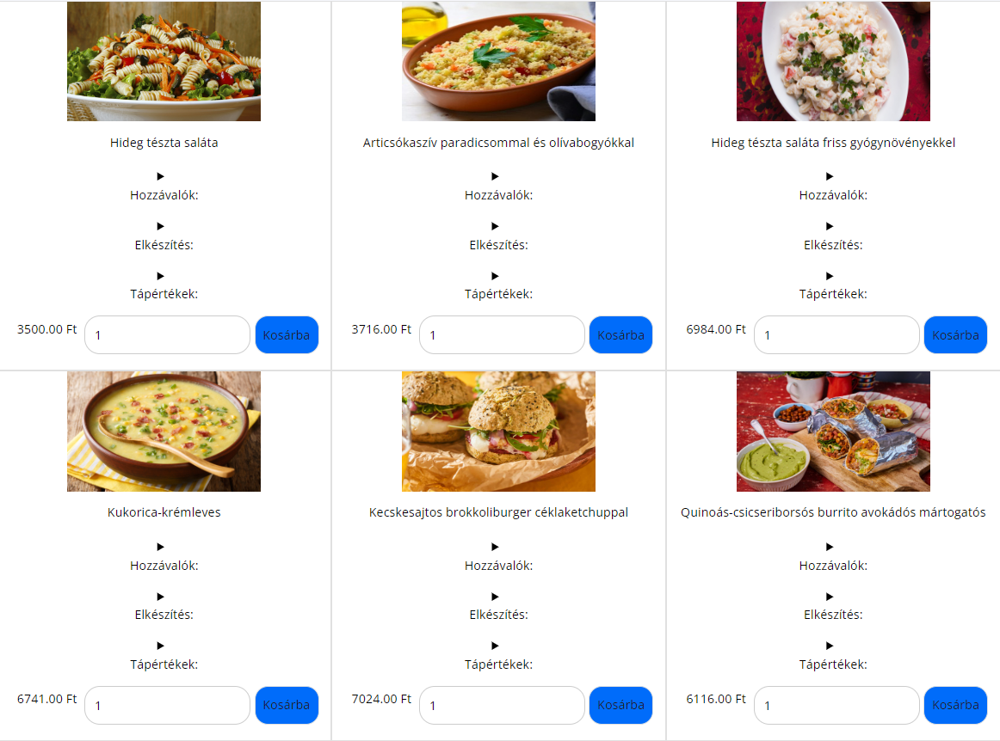 Hideg tészta saláta
Hozzávalók:
Elkészítés:
Tápértékek:
3500.00 Ft 1 Kosárba
Articsókaszív paradicsommal és olívabogyókkal
Hozzávalók:
Elkészítés:
Tápértékek:
3716.00 Ft 1 Kosárba
Hideg tészta saláta friss gyógynövényekkel
Hozzávalók:
Elkészítés:
Tápértékek:
6984.00 Ft 1 Kosárba
Kukorica-krémleves
Hozzávalók:
Elkészítés:
Tápértékek:
6741.00 Ft 1 Kosárba
Kecskesajtos brokkoliburger céklaketchuppal
Hozzávalók:
Elkészítés:
Tápértékek:
7024.00 Ft 1 Kosárba
Quinoás-csicseriborsós burrito avokádós mártogatós
Hozzávalók:
Elkészítés:
Tápértékek:
6116.00 Ft 1 Kosárba